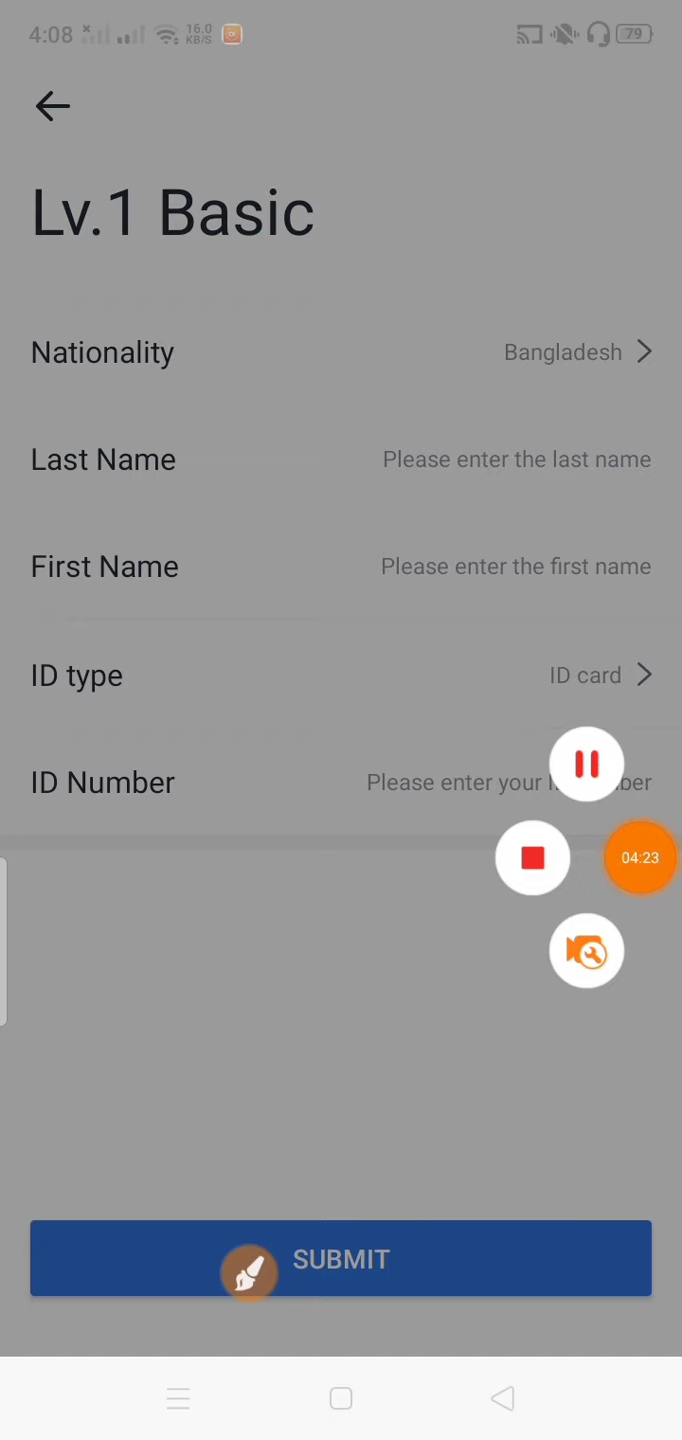 4:08 16.0 KB/S 79
Lv.1 Basic
Nationality Bangladesh
Last Name Please enter the last name
First Name Please enter the first name
ID type ID card
ID Number Please enter your
04:23
SUBMIT